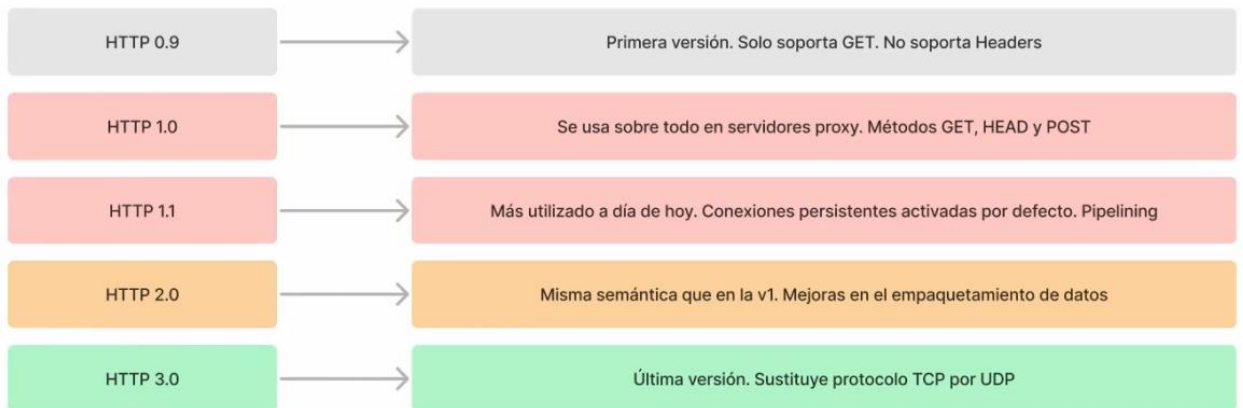 HTTP 0.9
Primera versión. Solo soporta GET. No soporta Headers
HTTP 1.0
Se usa sobre todo en servidores proxy. Métodos GET, HEAD y POST
HTTP 1.1
Más utilizado a día de hoy. Conexiones persistentes activadas por defecto. Pipelining
HTTP 2.0
Misma semántica que en la v1. Mejoras en el empaquetamiento de datos
HTTP 3.0
Última versión. Sustituye protocolo TCP por UDP